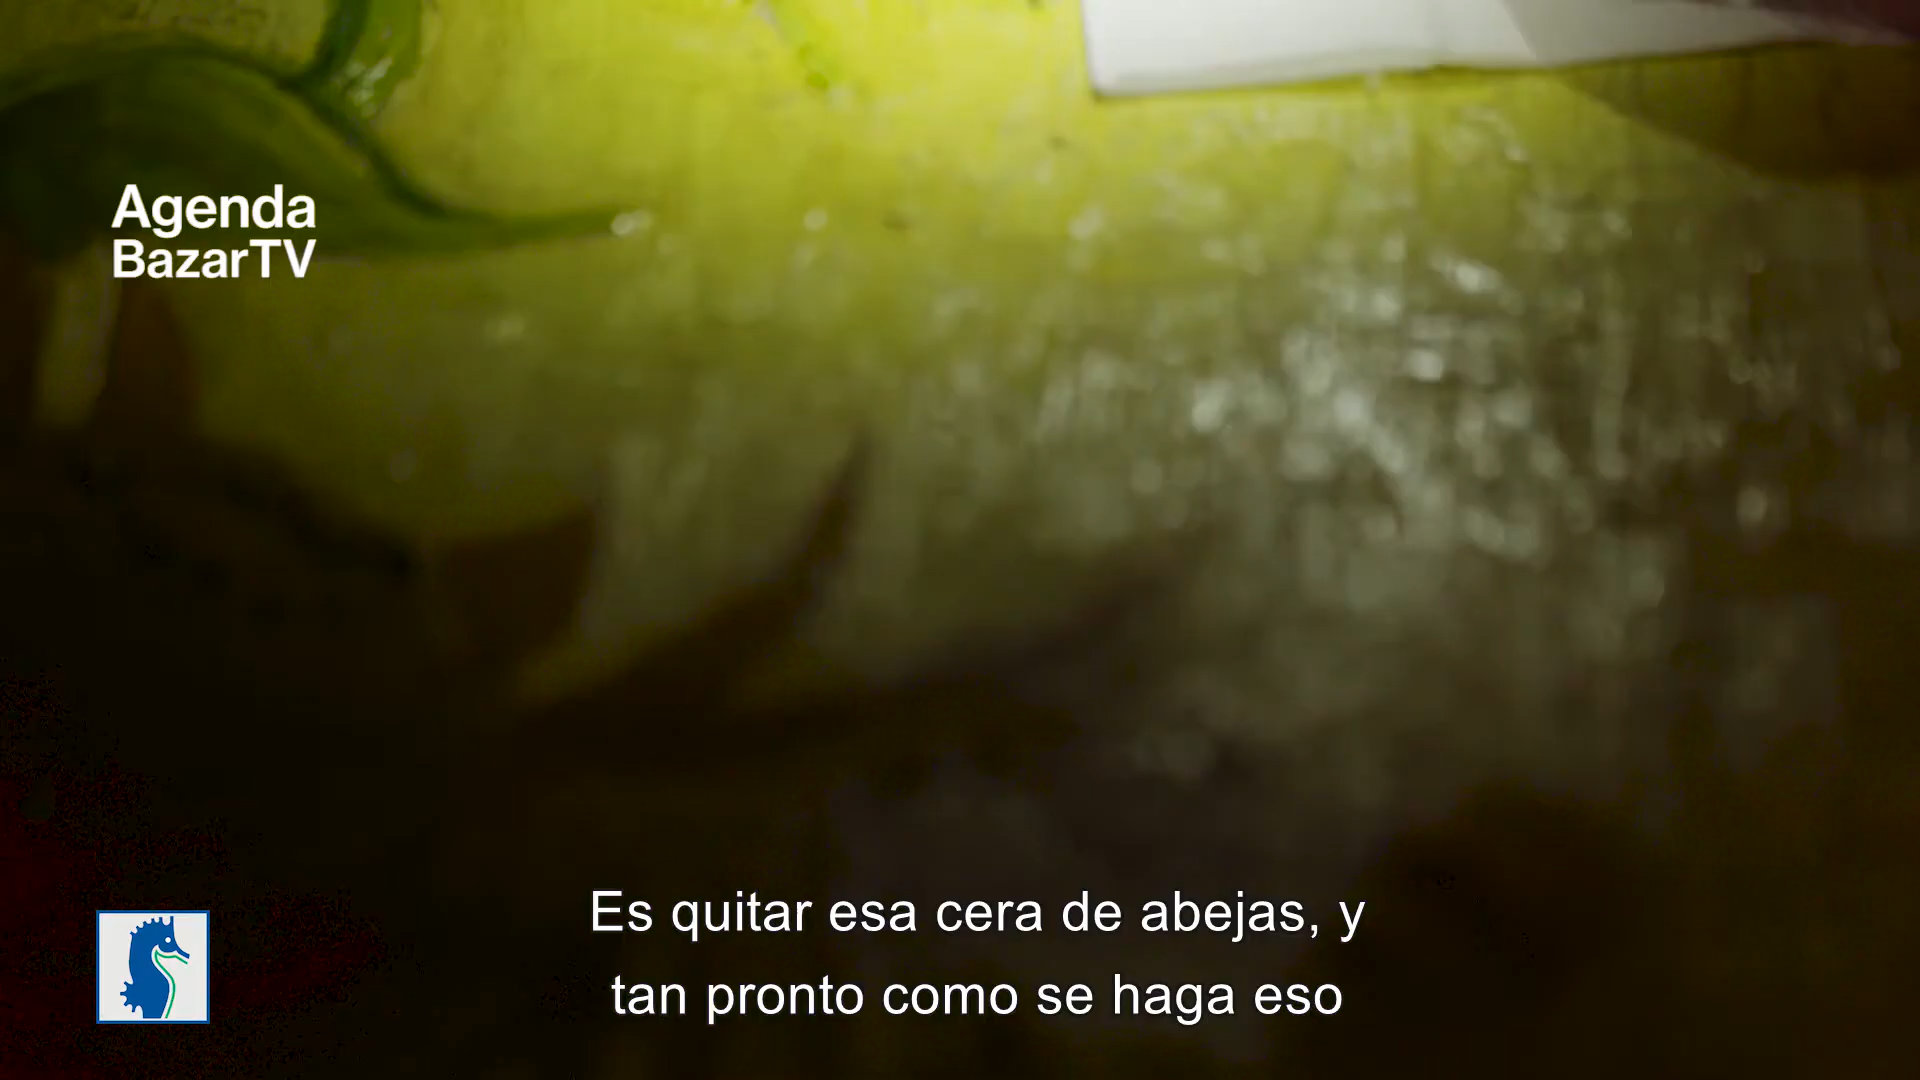 Agenda
BazarTV
Es quitar esa cera de abejas, y
tan pronto como se haga eso